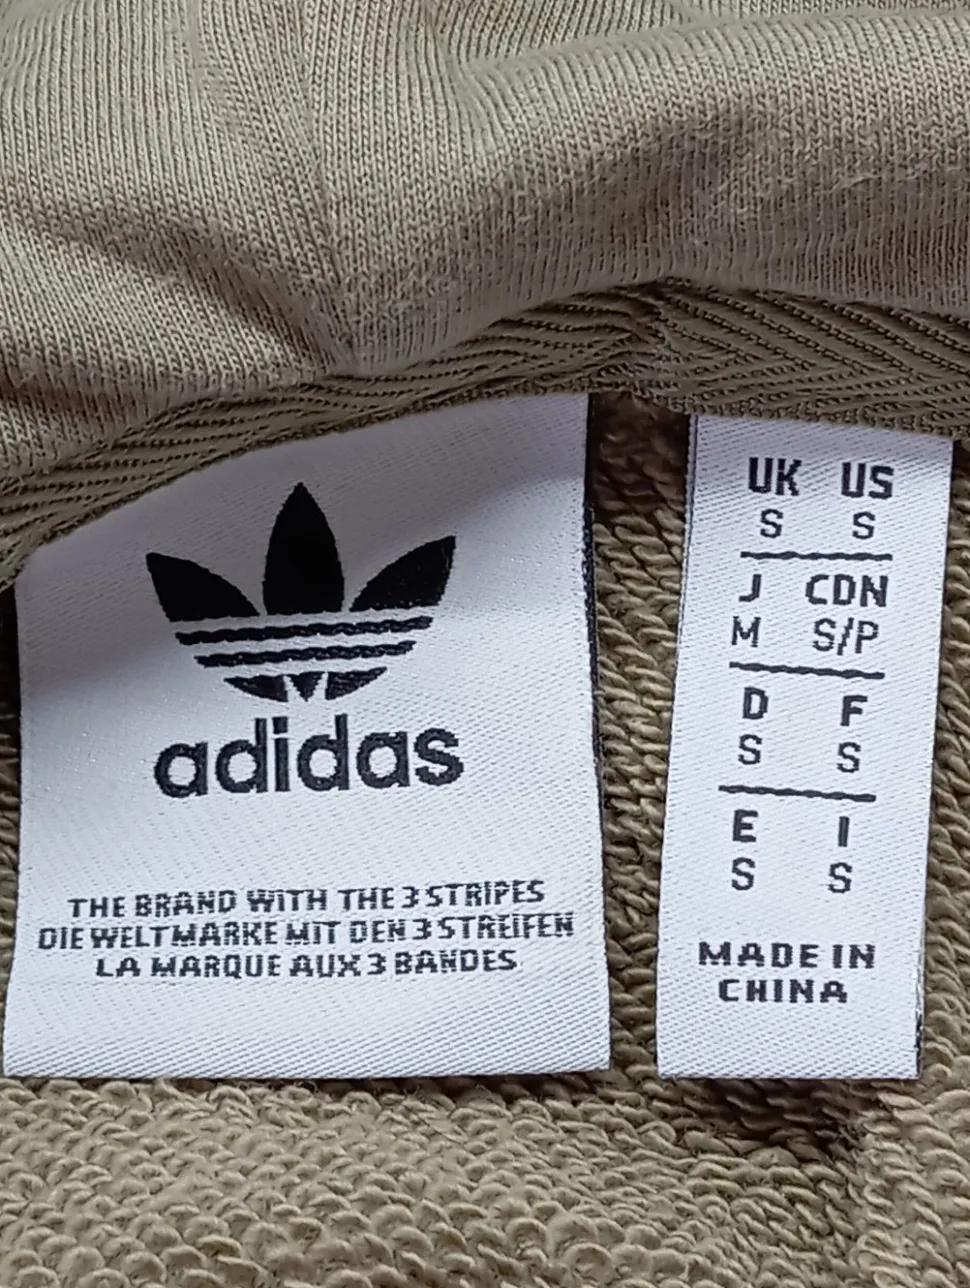 adidas
THE BRAND WITH THE 3 STRIPES
DIE WELTMARKE MIT DEN 3 STREIFEN
LA MARQUE AUX 3 BANDES
UK US
S S
J CDN
M S/P
D F
S S
E I
S S
MADE IN
CHINA